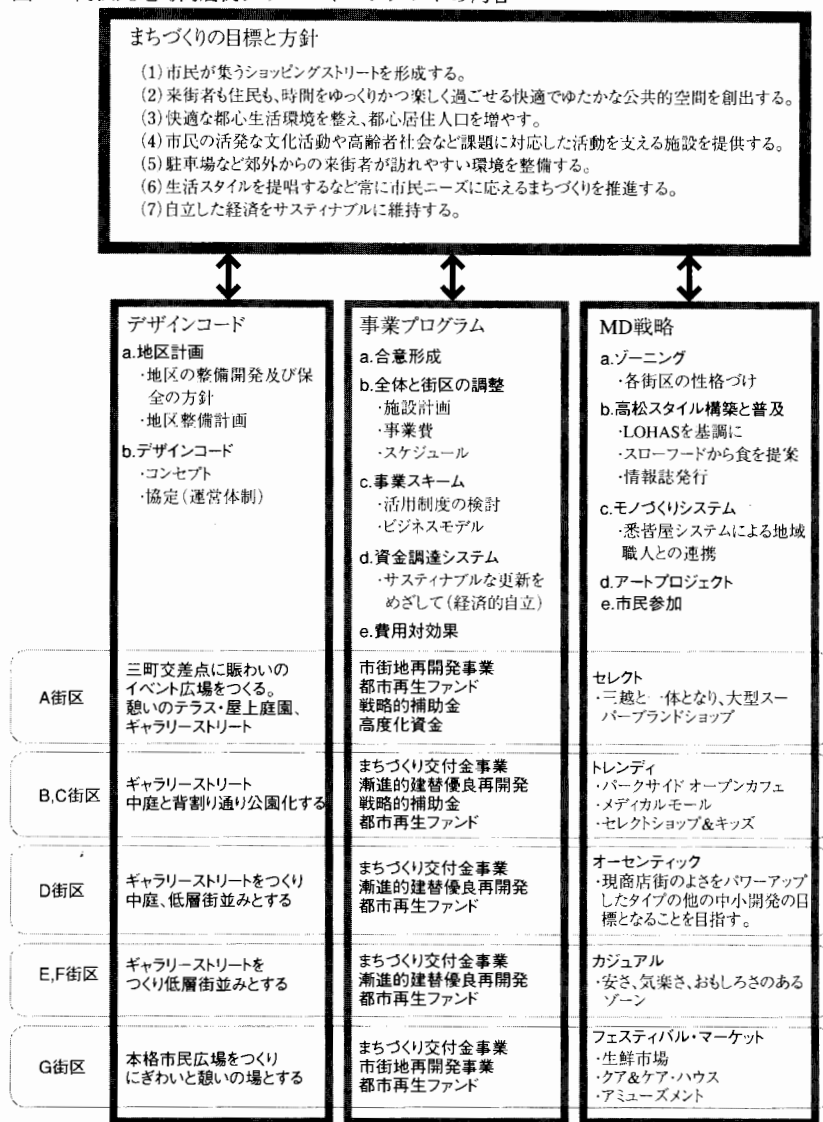 まちづくりの目標と方針
(1)市民が集うショッピングストリートを形成する。
(2)来街者も住民も、時間をゆっくりかつ楽しく過ごせる快適でゆたかな公共的空間を創出する。
(3)快適な都心生活環境を整え、都心居住人口を増やす。
(4)市民の活発な文化活動や高齢者社会など課題に対応した活動を支える施設を提供する。
(5)駐車場など郊外からの来街者が訪れやすい環境を整備する。
(6)生活スタイルを提唱するなど常に市民ニーズに応えるまちづくりを推進する。
(7)自立した経済をサスティナブルに維持する。
デザインコード
a.地区計画
・地区の整備開発及び保
全の方針
・地区整備計画
b.デザインコード
・コンセプト
・協定(運営体制)
事業プログラム
a.合意形成
b.全体と街区の調整
・施設計画
・事業費
・スケジュール
c.事業スキーム
・活用制度の検討
・ビジネスモデル
d.資金調達システム
・サスティナブルな更新を
めざして(経済的自立)
e.費用対効果
MD戦略
a.ゾーニング
・各街区の性格づけ
b.高松スタイル構築と普及
・LOHASを基調に
・スローフードから食を提案
・情報誌発行
c.モノづくりシステム
・悉皆屋システムによる地域
職人との連携
d.アートプロジェクト
e.市民参加
A街区
三町交差点に賑わいの
イベント広場をつくる。
憩いのテラス・屋上庭園、
ギャラリーストリート
市街地再開発事業
都市再生ファンド
戦略的補助金
高度化資金
セレクト
・三越と一体となり、大型スー
パーブランドショップ
B,C街区
ギャラリーストリート
中庭と背割り通り公園化する
まちづくり交付金事業
漸進的建替優良再開発
戦略的補助金
都市再生ファンド
トレンディ
・パークサイド オープンカフェ
・メディカルモール
・セレクトショップ&キッズ
D街区
ギャラリーストリートをつくり
中庭、低層街並みとする
まちづくり交付金事業
漸進的建替優良再開発
都市再生ファンド
オーセンティック
・現商店街のよさをパワーアップ
したタイプの他の中小開発の目
標となることを目指す。
E,F街区
ギャラリーストリートを
つくり低層街並みとする
まちづくり交付金事業
漸進的建替優良再開発
都市再生ファンド
カジュアル
・安さ、気楽さ、おもしろさのある
ゾーン
G街区
本格市民広場をつくり
にぎわいと憩いの場とする
まちづくり交付金事業
市街地再開発事業
都市再生ファンド
フェスティバル・マーケット
・生鮮市場
・クア&ケア・ハウス
・アミューズメント